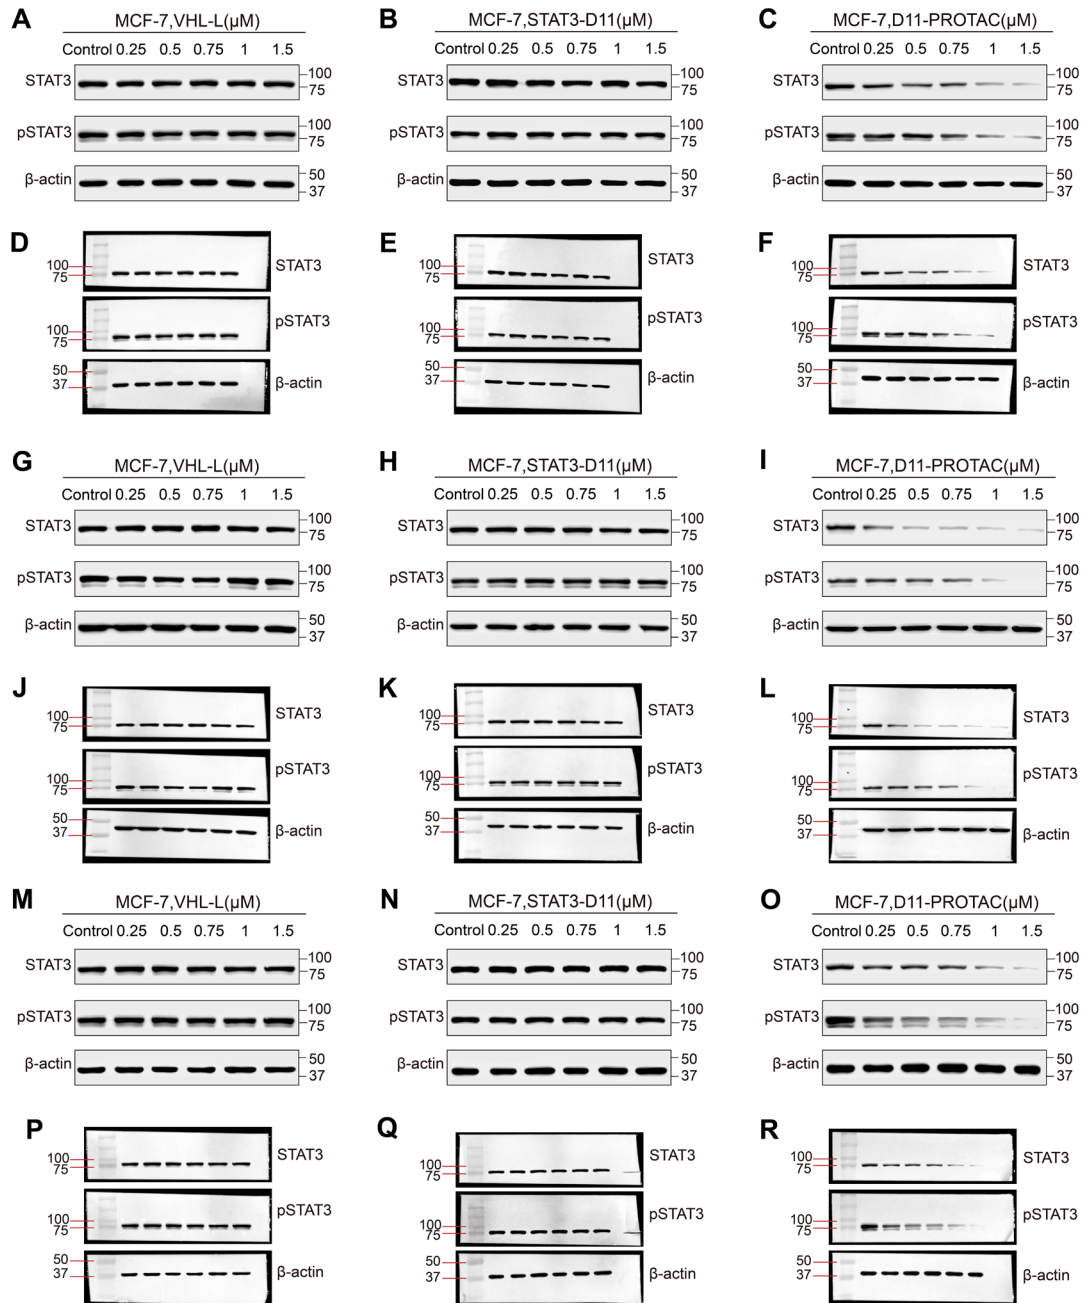 A MCF-7,VHL-L(μM)
Control 0.25 0.5 0.75 1 1.5
STAT3 100 75
pSTAT3 100 75
β-actin 50 37
B MCF-7,STAT3-D11(μM)
Control 0.25 0.5 0.75 1 1.5
STAT3 100 75
pSTAT3 100 75
β-actin 50 37
C MCF-7,D11-PROTAC(μM)
Control 0.25 0.5 0.75 1 1.5
STAT3 100 75
pSTAT3 100 75
β-actin 50 37
D
100 75 STAT3
100 75 pSTAT3
50 37 β-actin
E
100 75 STAT3
100 75 pSTAT3
50 37 β-actin
F
100 75 STAT3
100 75 pSTAT3
50 37 β-actin
G MCF-7,VHL-L(μM)
Control 0.25 0.5 0.75 1 1.5
STAT3 100 75
pSTAT3 100 75
β-actin 50 37
H MCF-7,STAT3-D11(μM)
Control 0.25 0.5 0.75 1 1.5
STAT3 100 75
pSTAT3 100 75
β-actin 50 37
I MCF-7,D11-PROTAC(μM)
Control 0.25 0.5 0.75 1 1.5
STAT3 100 75
pSTAT3 100 75
β-actin 50 37
J
100 75 STAT3
100 75 pSTAT3
50 37 β-actin
K
100 75 STAT3
100 75 pSTAT3
50 37 β-actin
L
100 75 STAT3
100 75 pSTAT3
50 37 β-actin
M MCF-7,VHL-L(μM)
Control 0.25 0.5 0.75 1 1.5
STAT3 100 75
pSTAT3 100 75
β-actin 50 37
N MCF-7,STAT3-D11(μM)
Control 0.25 0.5 0.75 1 1.5
STAT3 100 75
pSTAT3 100 75
β-actin 50 37
O MCF-7,D11-PROTAC(μM)
Control 0.25 0.5 0.75 1 1.5
STAT3 100 75
pSTAT3 100 75
β-actin 50 37
P
100 75 STAT3
100 75 pSTAT3
50 37 β-actin
Q
100 75 STAT3
100 75 pSTAT3
50 37 β-actin
R
100 75 STAT3
100 75 pSTAT3
50 37 β-actin